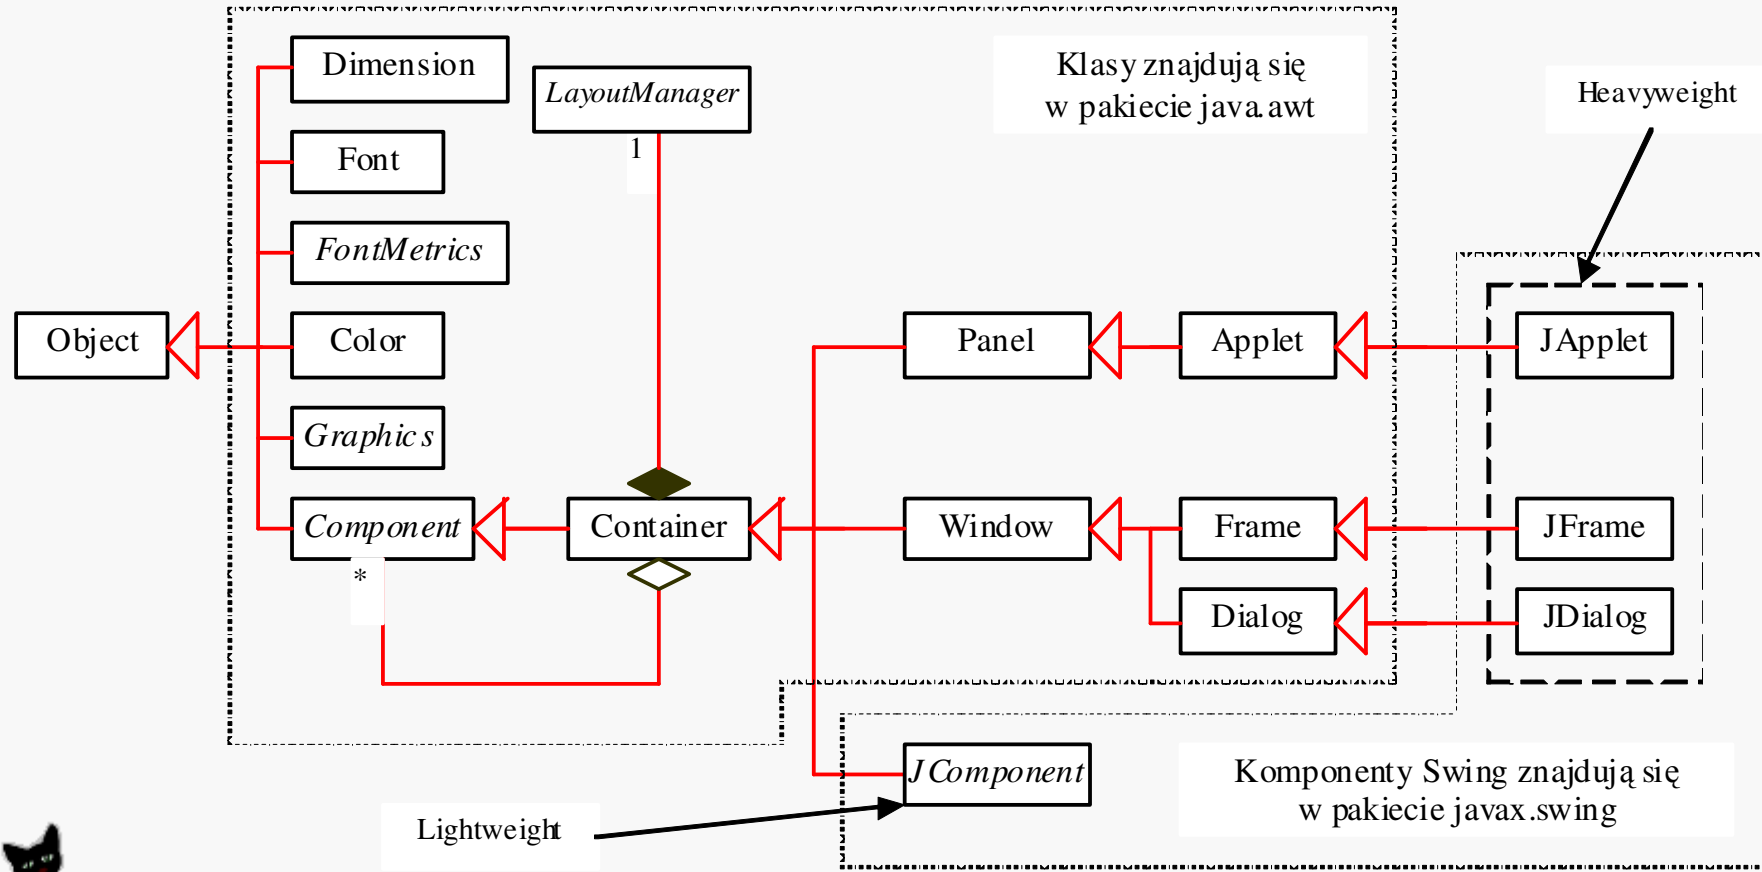 Dimension
LayoutManager
1
Klasy znajdują się
w pakiecie java.awt
Heavyweight
Font
FontMetrics
Object
Color
Panel
Applet
JApplet
Graphics
Component
*
Container
Window
Frame
JFrame
Dialog
JDialog
JComponent
Komponenty Swing znajdują się
w pakiecie javax.swing
Lightweight